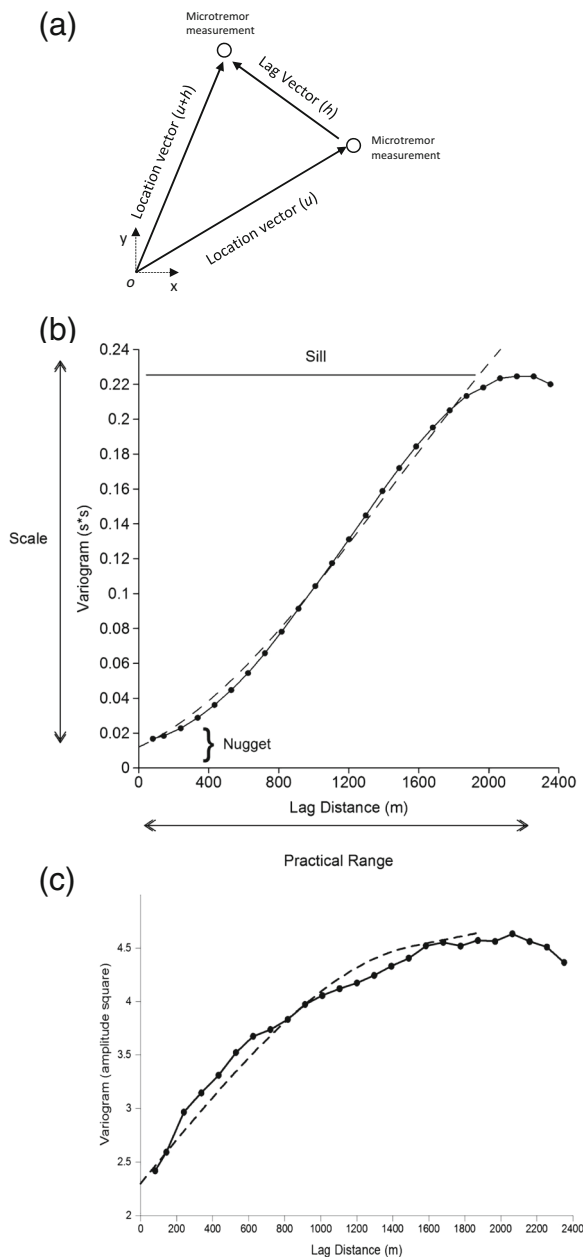 (a)
Microtremor
measurement
Lag Vector (h)
Location vector (u+h)
Microtremor
measurement
Location vector (u)
y
o
x
(b)
Sill
Scale
Variogram (s*s)
0.24
0.22
0.2
0.18
0.16
0.14
0.12
0.1
0.08
0.06
0.04
0.02
0
} Nugget
0 400 800 1200 1600 2000 2400
Lag Distance (m)
Practical Range
(c)
Variogram (amplitude square)
4.5
4
3.5
3
2.5
2
0 200 400 600 800 1000 1200 1400 1600 1800 2000 2200 2400
Lag Distance (m)